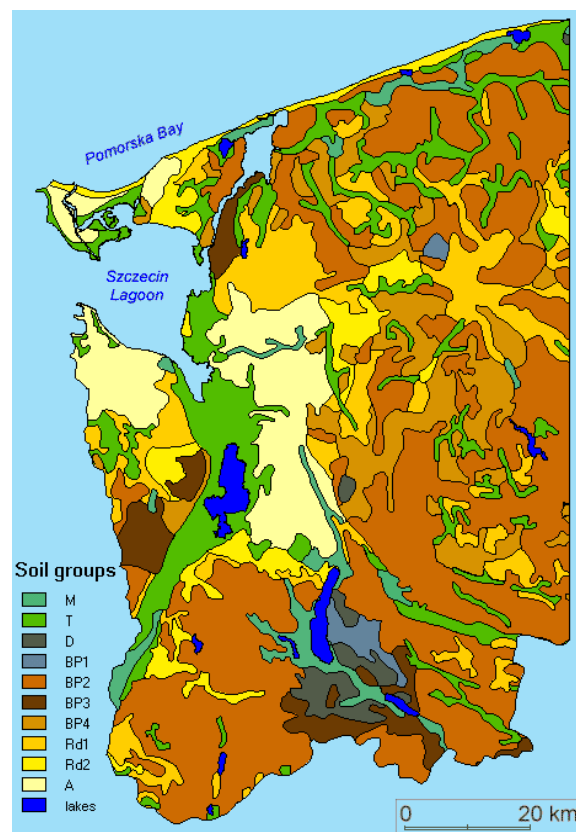 Pomorska Bay
Szczecin
Lagoon
Soil groups
M
T
D
BP1
BP2
BP3
BP4
Rd1
Rd2
A
lakes
0 20 km